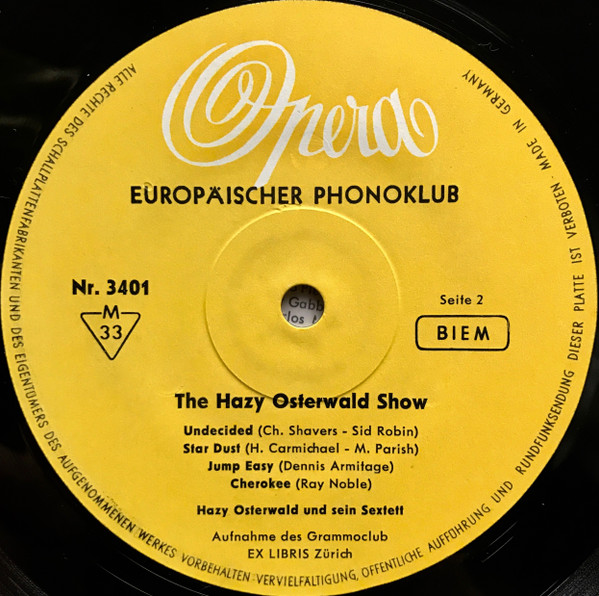 Opera
EUROPÄISCHER PHONOKLUB
Nr. 3401
M
33
Seite 2
BIEM
The Hazy Osterwald Show
Undecided (Ch. Shavers - Sid Robin)
Star Dust (H. Carmichael - M. Parish)
Jump Easy (Dennis Armitage)
Cherokee (Ray Noble)
Hazy Osterwald und sein Sextett
Aufnahme des Grammoclub
EX LIBRIS Zürich
ALLE RECHTE DES SCHALLPLATTENFABRIKANTEN UND DES EIGENTÜMERS DES AUFGENOMMENEN WERKES VORBEHALTEN · VERVIELFÄLTIGUNG, ÖFFENTLICHE AUFFÜHRUNG UND RUNDFUNKSENDUNG DIESER PLATTE IST VERBOTEN - MADE IN GERMANY
Gabb